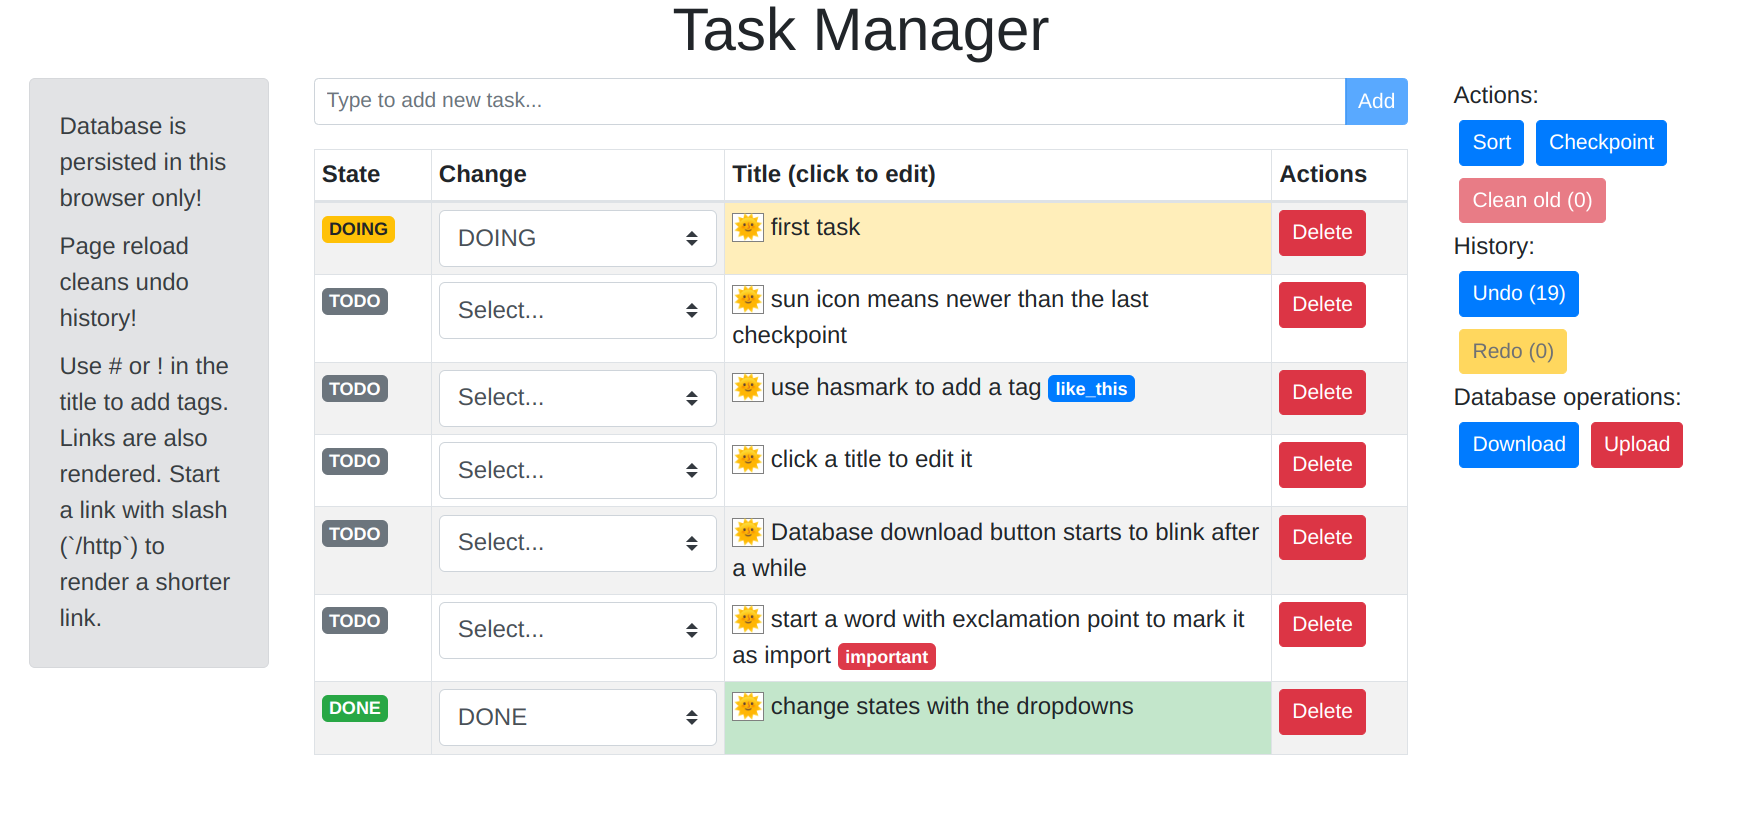 Task Manager
Database is
persisted in this
browser only!
Page reload
cleans undo
history!
Use # or ! in the
title to add tags.
Links are also
rendered. Start
a link with slash
(`/http`) to
render a shorter
link.
Type to add new task...
Add
State Change Title (click to edit) Actions
DOING DOING first task Delete
TODO Select... sun icon means newer than the last Delete
checkpoint
TODO Select... use hasmark to add a tag like_this Delete
TODO Select... click a title to edit it Delete
TODO Select... Database download button starts to blink after Delete
a while
TODO Select... start a word with exclamation point to mark it Delete
as import important
DONE DONE change states with the dropdowns Delete
Actions:
Sort Checkpoint
Clean old (0)
History:
Undo (19)
Redo (0)
Database operations:
Download Upload